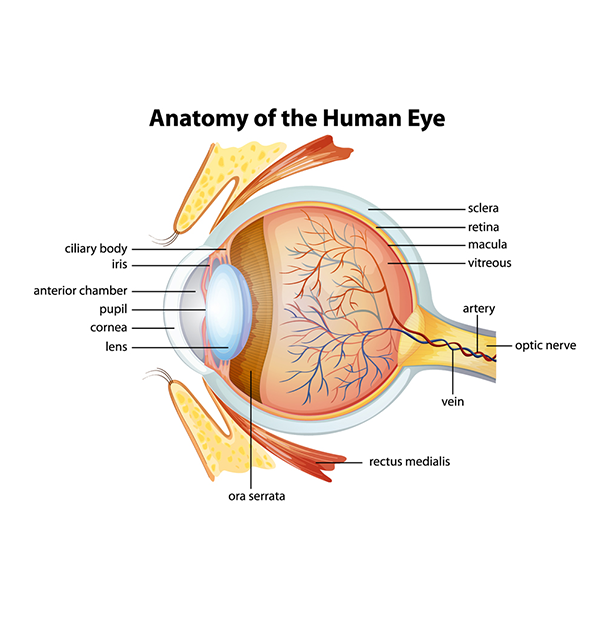 Anatomy of the Human Eye
ciliary body
iris
anterior chamber
pupil
cornea
lens
sclera
retina
macula
vitreous
artery
optic nerve
vein
rectus medialis
ora serrata